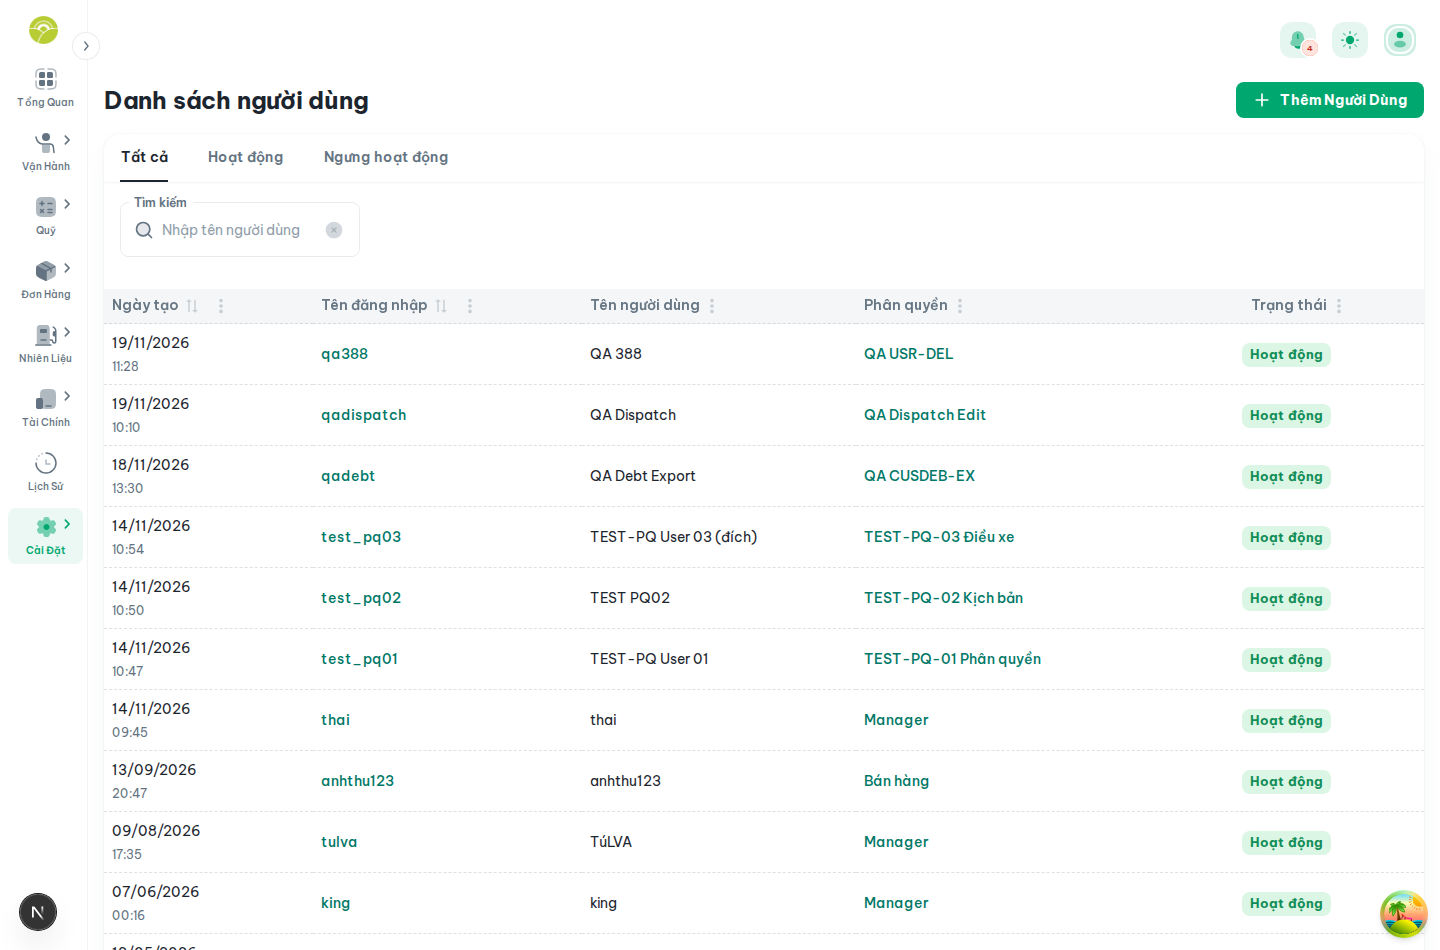 4
Tổng Quan
Vận Hành
Quỹ
Đơn Hàng
Nhiên Liệu
Tài Chính
Lịch Sử
Cài Đặt
Danh sách người dùng
Thêm Người Dùng
Tất cả
Hoạt động
Ngưng hoạt động
Tìm kiếm
Nhập tên người dùng
Ngày tạo Tên đăng nhập Tên người dùng Phân quyền Trạng thái
19/11/2026
11:28
qa388 QA 388 QA USR-DEL Hoạt động
19/11/2026
10:10
qadispatch QA Dispatch QA Dispatch Edit Hoạt động
18/11/2026
13:30
qadebt QA Debt Export QA CUSDEB-EX Hoạt động
14/11/2026
10:54
test_pq03 TEST-PQ User 03 (đích) TEST-PQ-03 Điều xe Hoạt động
14/11/2026
10:50
test_pq02 TEST PQ02 TEST-PQ-02 Kịch bản Hoạt động
14/11/2026
10:47
test_pq01 TEST-PQ User 01 TEST-PQ-01 Phân quyền Hoạt động
14/11/2026
09:45
thai thai Manager Hoạt động
13/09/2026
20:47
anhthu123 anhthu123 Bán hàng Hoạt động
09/08/2026
17:35
tulva TúLVA Manager Hoạt động
07/06/2026
00:16
king king Manager Hoạt động
N